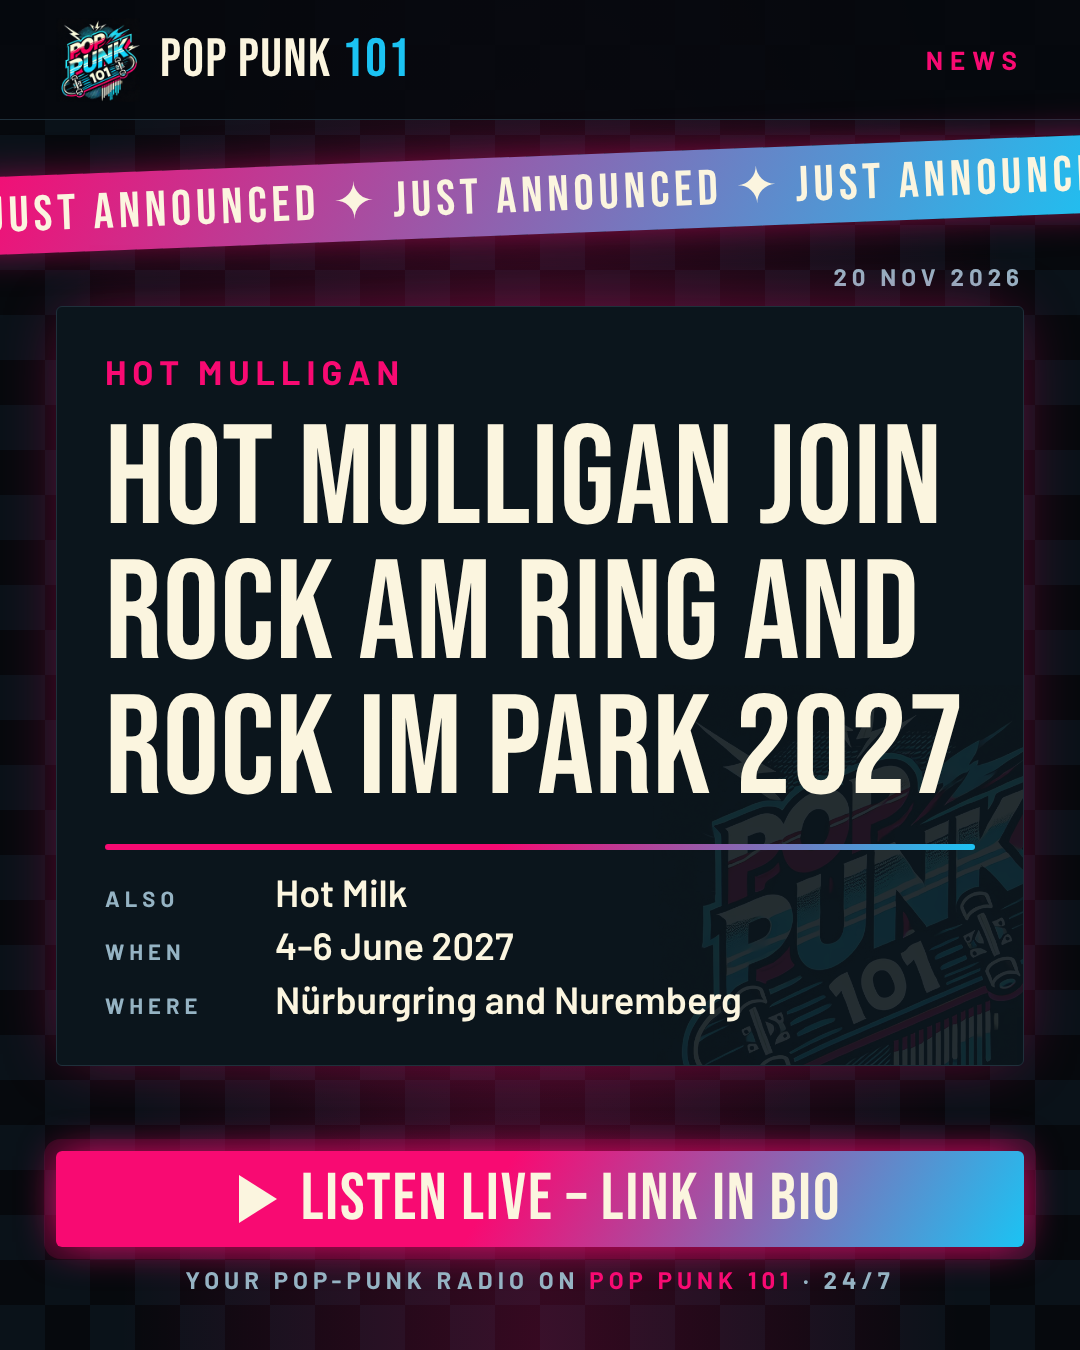 POP PUNK 101
POP PUNK 101
NEWS
JUST ANNOUNCED ✦ JUST ANNOUNCED ✦ JUST ANNOUNC
20 NOV 2026
HOT MULLIGAN
HOT MULLIGAN JOIN
ROCK AM RING AND
ROCK IM PARK 2027
POP
PUNK
101
ALSO Hot Milk
WHEN 4-6 June 2027
WHERE Nürburgring and Nuremberg
▶ LISTEN LIVE – LINK IN BIO
YOUR POP-PUNK RADIO ON POP PUNK 101 · 24/7